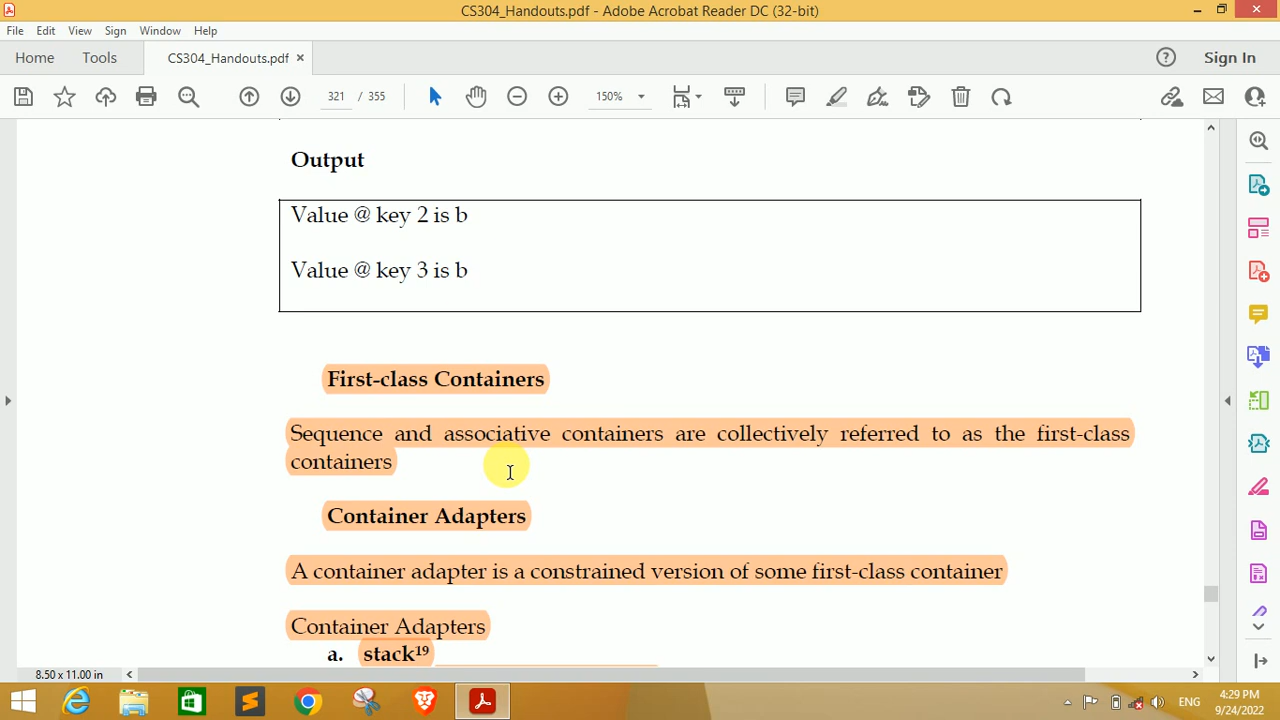 CS304_Handouts.pdf - Adobe Acrobat Reader DC (32-bit)
File Edit View Sign Window Help
Home Tools CS304_Handouts.pdf × Sign In
321 / 355 150%
Output
Value @ key 2 is b
Value @ key 3 is b
First-class Containers
Sequence and associative containers are collectively referred to as the first-class
containers
Container Adapters
A container adapter is a constrained version of some first-class container
Container Adapters
a. stack19
8.50 x 11.00 in
ENG
4:29 PM
9/24/2022